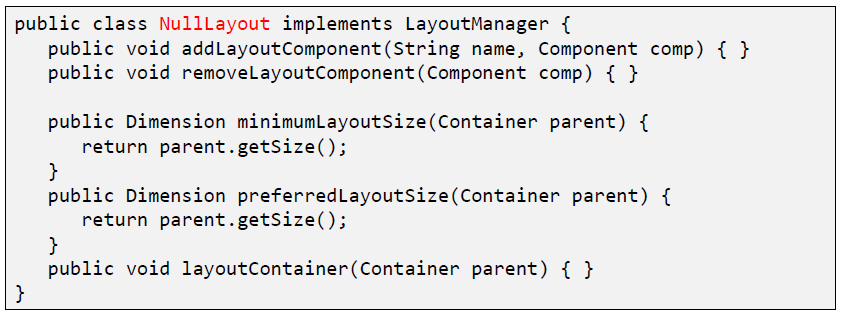 public class NullLayout implements LayoutManager {
   public void addLayoutComponent(String name, Component comp) { }
   public void removeLayoutComponent(Component comp) { }

   public Dimension minimumLayoutSize(Container parent) {
      return parent.getSize();
   }
   public Dimension preferredLayoutSize(Container parent) {
      return parent.getSize();
   }
   public void layoutContainer(Container parent) { }
}